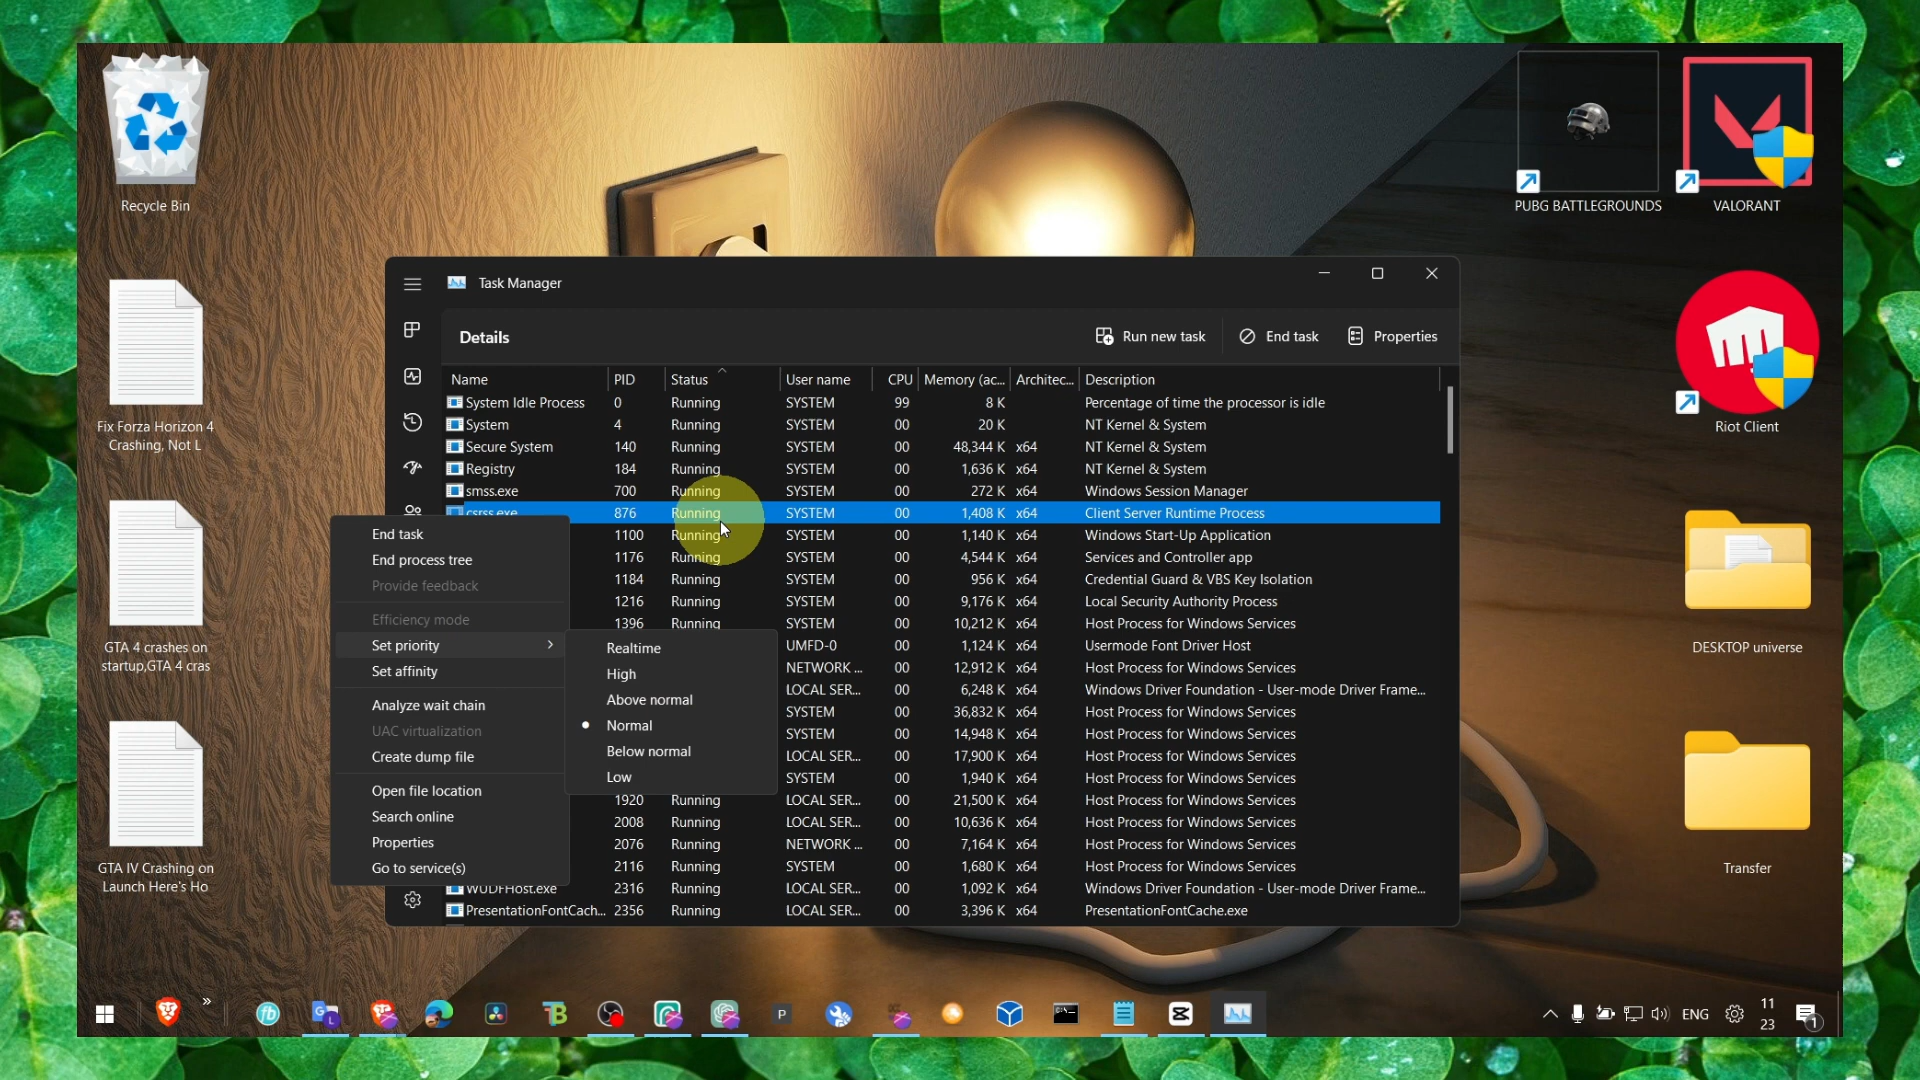 Recycle Bin
PUBG BATTLEGROUNDS
VALORANT
Fix Forza Horizon 4
Crashing, Not L
Riot Client
GTA 4 crashes on
startup,GTA 4 cras
DESKTOP universe
GTA IV Crashing on
Launch Here's Ho
Transfer
Task Manager
Details
Run new task
End task
Properties
Name PID Status User name CPU Memory (ac... Architec... Description
System Idle Process 0 Running SYSTEM 99 8 K Percentage of time the processor is idle
System 4 Running SYSTEM 00 20 K NT Kernel & System
Secure System 140 Running SYSTEM 00 48,344 K x64 NT Kernel & System
Registry 184 Running SYSTEM 00 1,636 K x64 NT Kernel & System
smss.exe 700 Running SYSTEM 00 272 K x64 Windows Session Manager
csrss.exe 876 Running SYSTEM 00 1,408 K x64 Client Server Runtime Process
1100 Running SYSTEM 00 1,140 K x64 Windows Start-Up Application
1176 Running SYSTEM 00 4,544 K x64 Services and Controller app
1184 Running SYSTEM 00 956 K x64 Credential Guard & VBS Key Isolation
1216 Running SYSTEM 00 9,176 K x64 Local Security Authority Process
1396 Running SYSTEM 00 10,212 K x64 Host Process for Windows Services
UMFD-0 00 1,124 K x64 Usermode Font Driver Host
NETWORK ... 00 12,912 K x64 Host Process for Windows Services
LOCAL SER... 00 6,248 K x64 Windows Driver Foundation - User-mode Driver Frame...
SYSTEM 00 36,832 K x64 Host Process for Windows Services
SYSTEM 00 14,948 K x64 Host Process for Windows Services
LOCAL SER... 00 17,900 K x64 Host Process for Windows Services
SYSTEM 00 1,940 K x64 Host Process for Windows Services
1920 Running LOCAL SER... 00 21,500 K x64 Host Process for Windows Services
2008 Running LOCAL SER... 00 10,636 K x64 Host Process for Windows Services
2076 Running NETWORK ... 00 7,164 K x64 Host Process for Windows Services
2116 Running SYSTEM 00 1,680 K x64 Host Process for Windows Services
WUDFHost.exe 2316 Running LOCAL SER... 00 1,092 K x64 Windows Driver Foundation - User-mode Driver Frame...
PresentationFontCach... 2356 Running LOCAL SER... 00 3,396 K x64 PresentationFontCache.exe
End task
End process tree
Provide feedback
Efficiency mode
Set priority
Set affinity
Analyze wait chain
UAC virtualization
Create dump file
Open file location
Search online
Properties
Go to service(s)
Realtime
High
Above normal
Normal
Below normal
Low
ENG
11
23
1